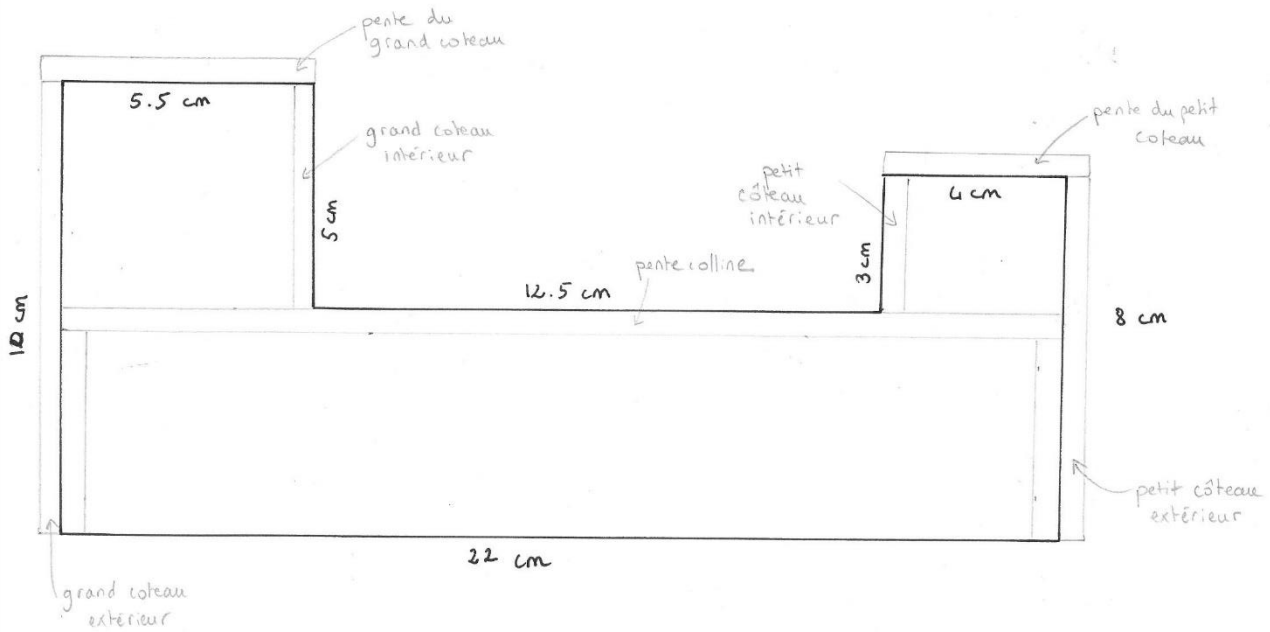 pente du
grand coteau
5.5 cm
grand coteau
intérieur
5 cm
pente du petit
coteau
petit
côteau
intérieur
4 cm
3 cm
pente colline
12.5 cm
10 cm
8 cm
petit côteau
extérieur
22 cm
grand coteau
extérieur